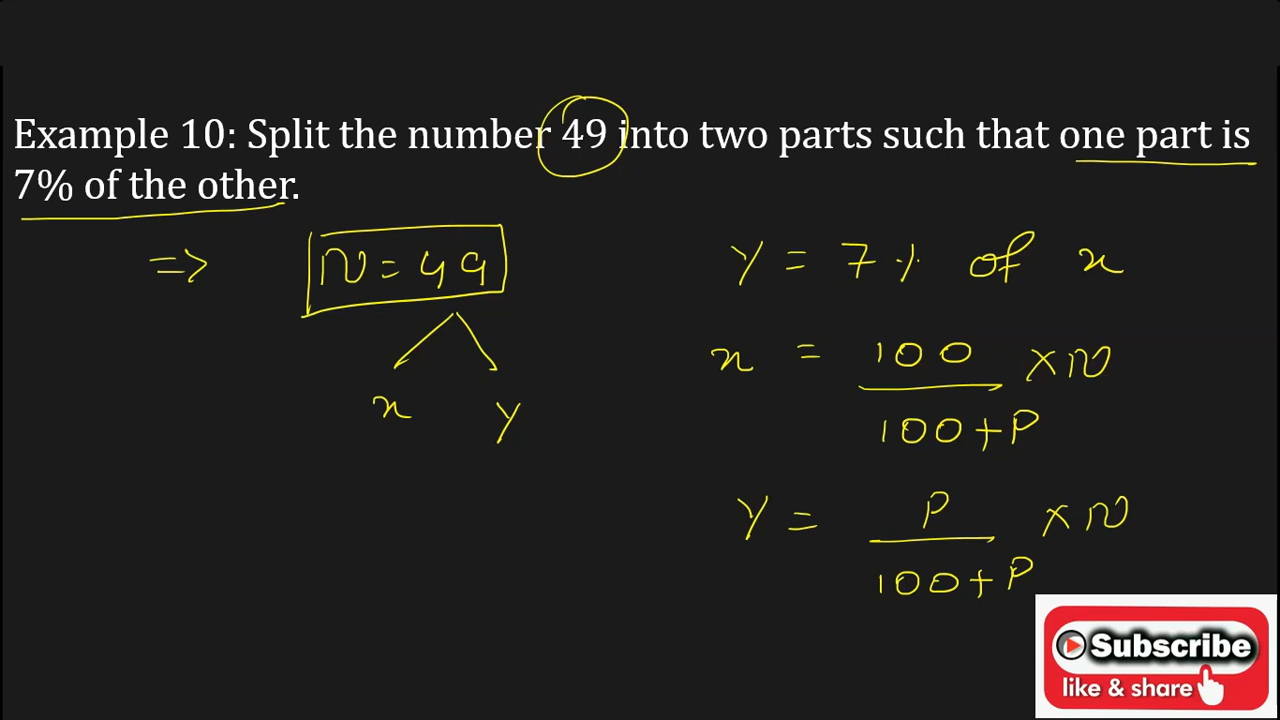 Example 10: Split the number 49 into two parts such that one part is
7% of the other.
=> N = 49
x y
y = 7% of x
x = 100 / 100 + P × N
y = P / 100 + P × N
Subscribe
like & share